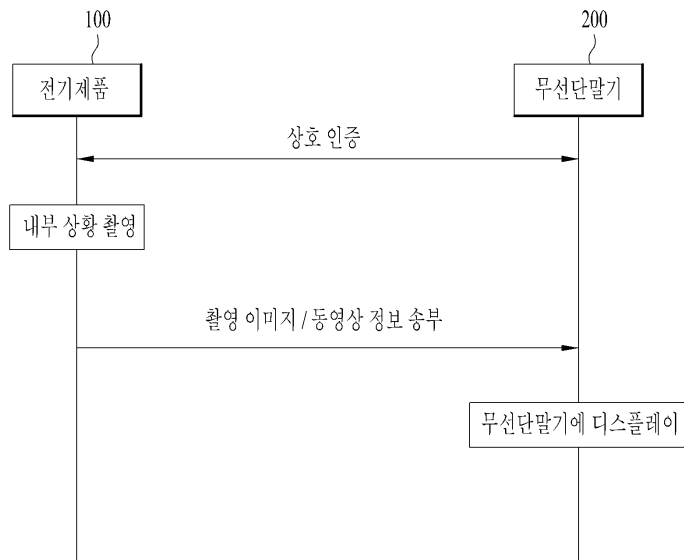 100
200
전기제품
무선단말기
상호 인증
내부 상황 촬영
촬영 이미지 / 동영상 정보 송부
무선단말기에 디스플레이